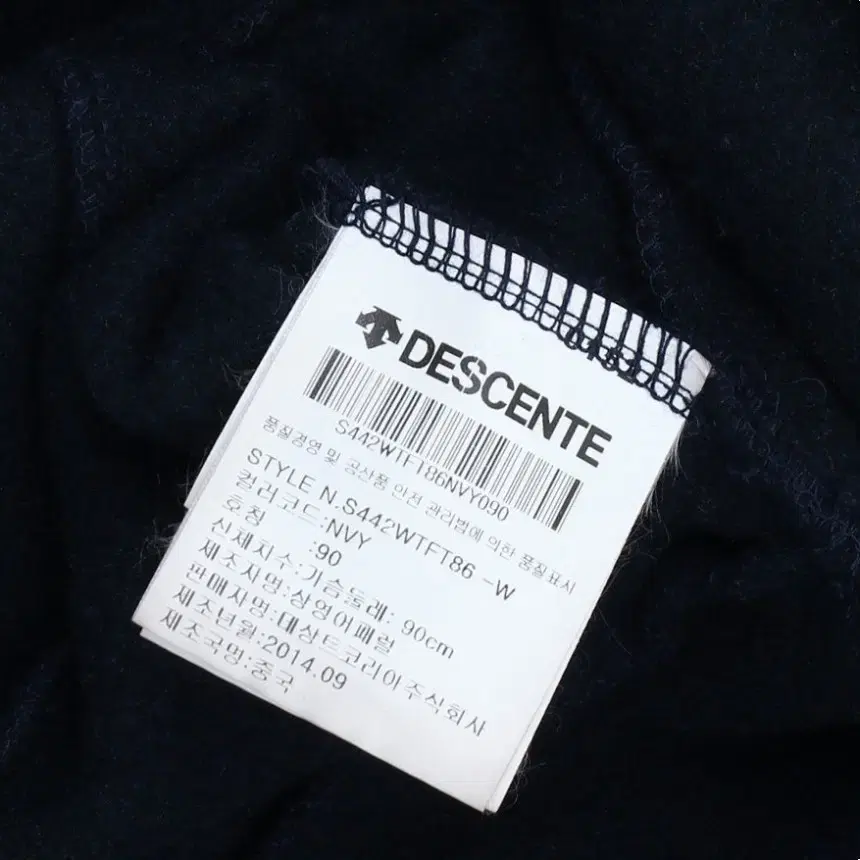 DESCENTE
S442WTFT86NVY090
품질경영 및 공산품 안전 관리법에 의한 품질표시
STYLE N.S442WTFT86 -W
컬러코드:NVY
호칭 :90
신체치수:가슴둘레: 90cm
제조자명:상영어패럴
판매자명:데상트코리아주식회사
제조년월:2014.09
제조국명:중국